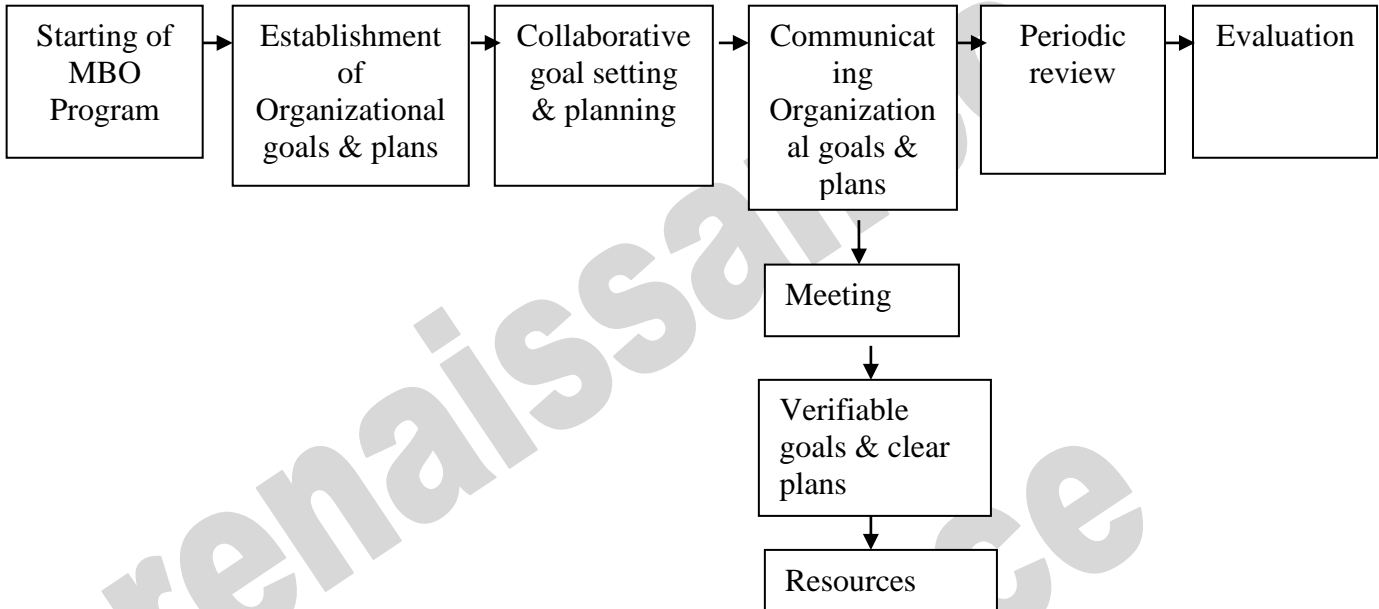 Starting of
MBO
Program
Establishment
of
Organizational
goals & plans
Collaborative
goal setting
& planning
Communicat
ing
Organization
al goals &
plans
Periodic
review
Evaluation
Meeting
Verifiable
goals & clear
plans
Resources
renaissance